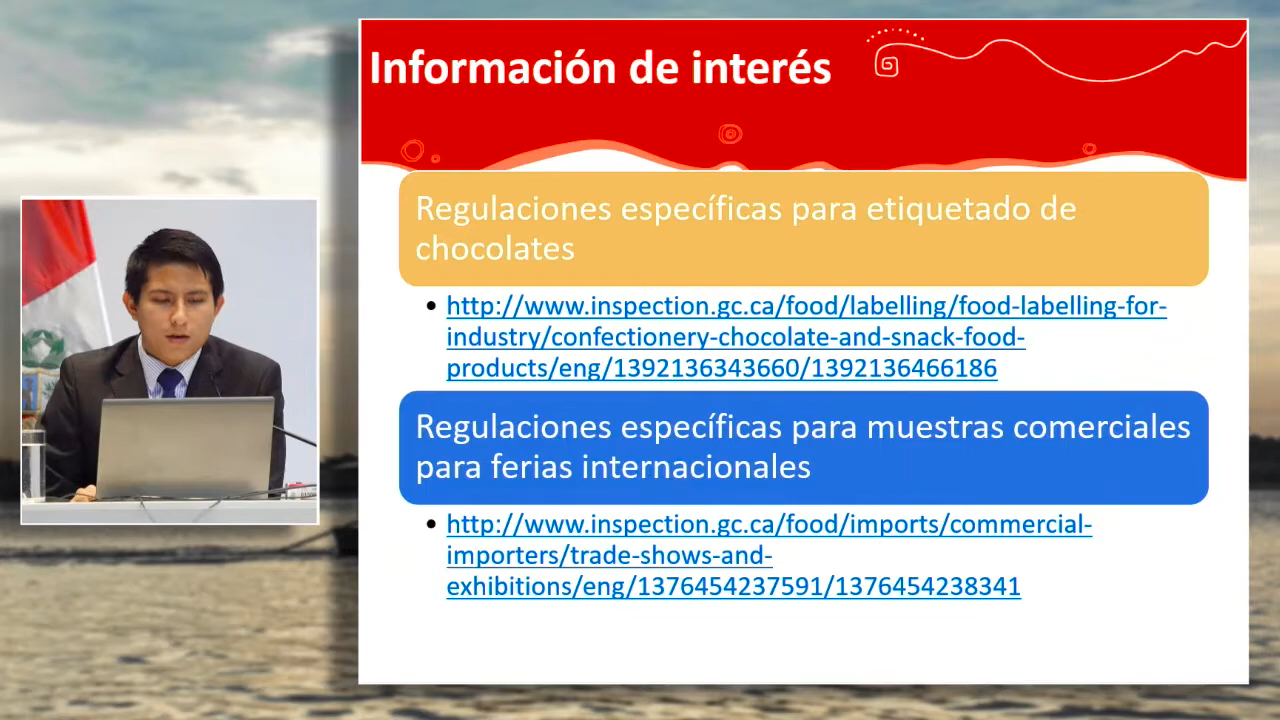 Información de interés
Regulaciones específicas para etiquetado de
chocolates
http://www.inspection.gc.ca/food/labelling/food-labelling-for-
industry/confectionery-chocolate-and-snack-food-
products/eng/1392136343660/1392136466186
Regulaciones específicas para muestras comerciales
para ferias internacionales
http://www.inspection.gc.ca/food/imports/commercial-
importers/trade-shows-and-
exhibitions/eng/1376454237591/1376454238341